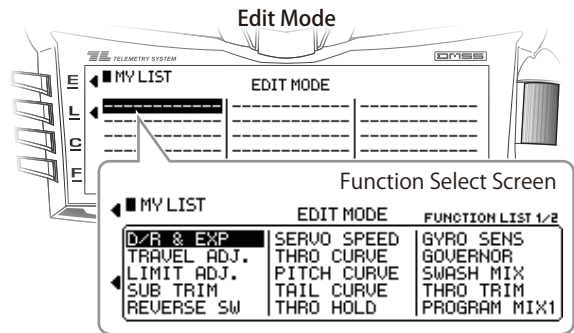 Edit Mode
TELEMETRY SYSTEM
DMSS
E
L
C
F
MY LIST
EDIT MODE
Function Select Screen
MY LIST
EDIT MODE
FUNCTION LIST 1/2
D/R & EXP
TRAVEL ADJ.
LIMIT ADJ.
SUB TRIM
REVERSE SW
SERVO SPEED
THRO CURVE
PITCH CURVE
TAIL CURVE
THRO HOLD
GYRO SENS
GOVERNOR
SWASH MIX
THRO TRIM
PROGRAM MIX1